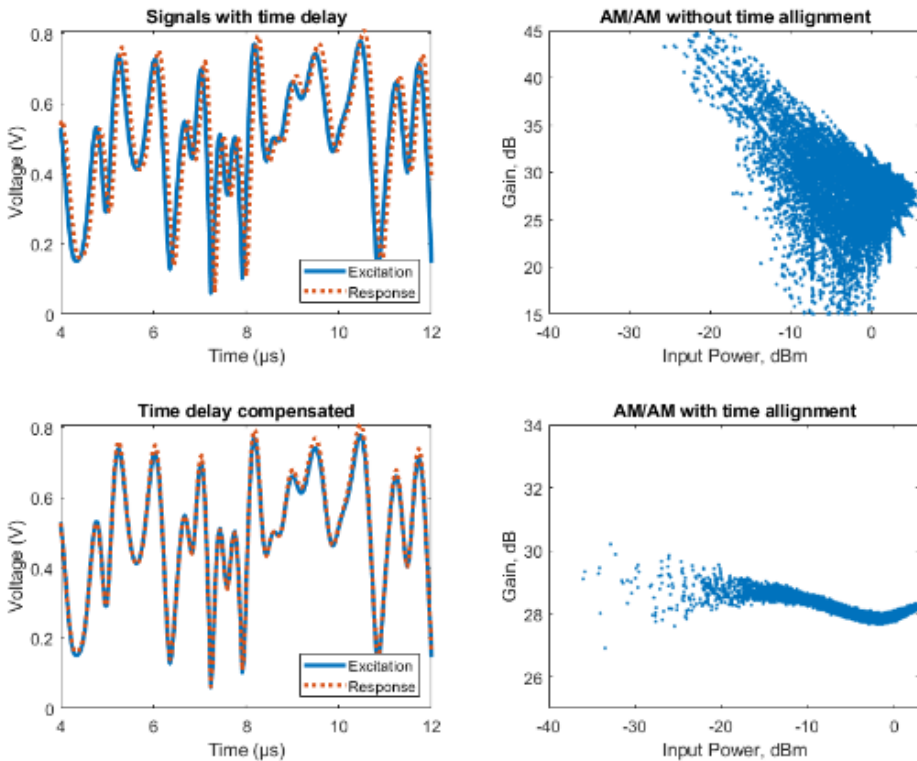 Signals with time delay
0.8
0.6
0.4
0.2
0
Voltage (V)
Excitation
Response
4 6 8 10 12
Time (μs)
AM/AM without time allignment
45
40
35
30
25
20
15
Gain, dB
-40 -30 -20 -10 0
Input Power, dBm
Time delay compensated
0.8
0.6
0.4
0.2
0
Voltage (V)
Excitation
Response
4 6 8 10 12
Time (μs)
AM/AM with time allignment
34
32
30
28
26
Gain, dB
-40 -30 -20 -10 0
Input Power, dBm